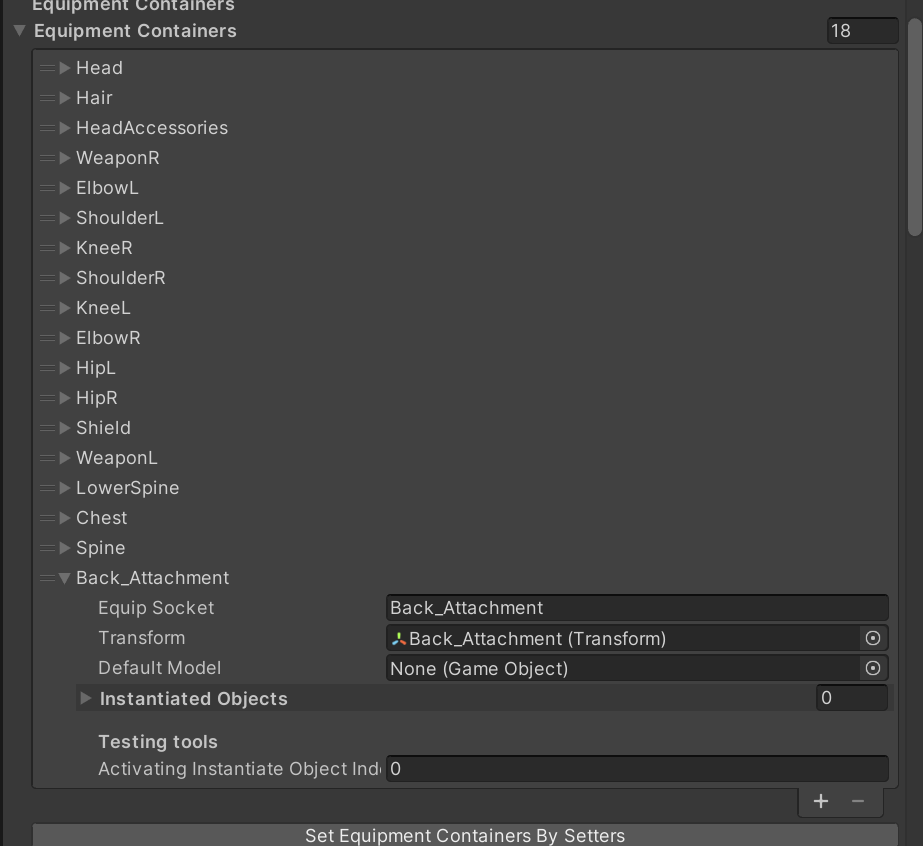 Equipment Containers
Equipment Containers 18
Head
Hair
HeadAccessories
WeaponR
ElbowL
ShoulderL
KneeR
ShoulderR
KneeL
ElbowR
HipL
HipR
Shield
WeaponL
LowerSpine
Chest
Spine
Back_Attachment
Equip Socket Back_Attachment
Transform Back_Attachment (Transform)
Default Model None (Game Object)
Instantiated Objects 0
Testing tools
Activating Instantiate Object Ind 0
+ −
Set Equipment Containers By Setters